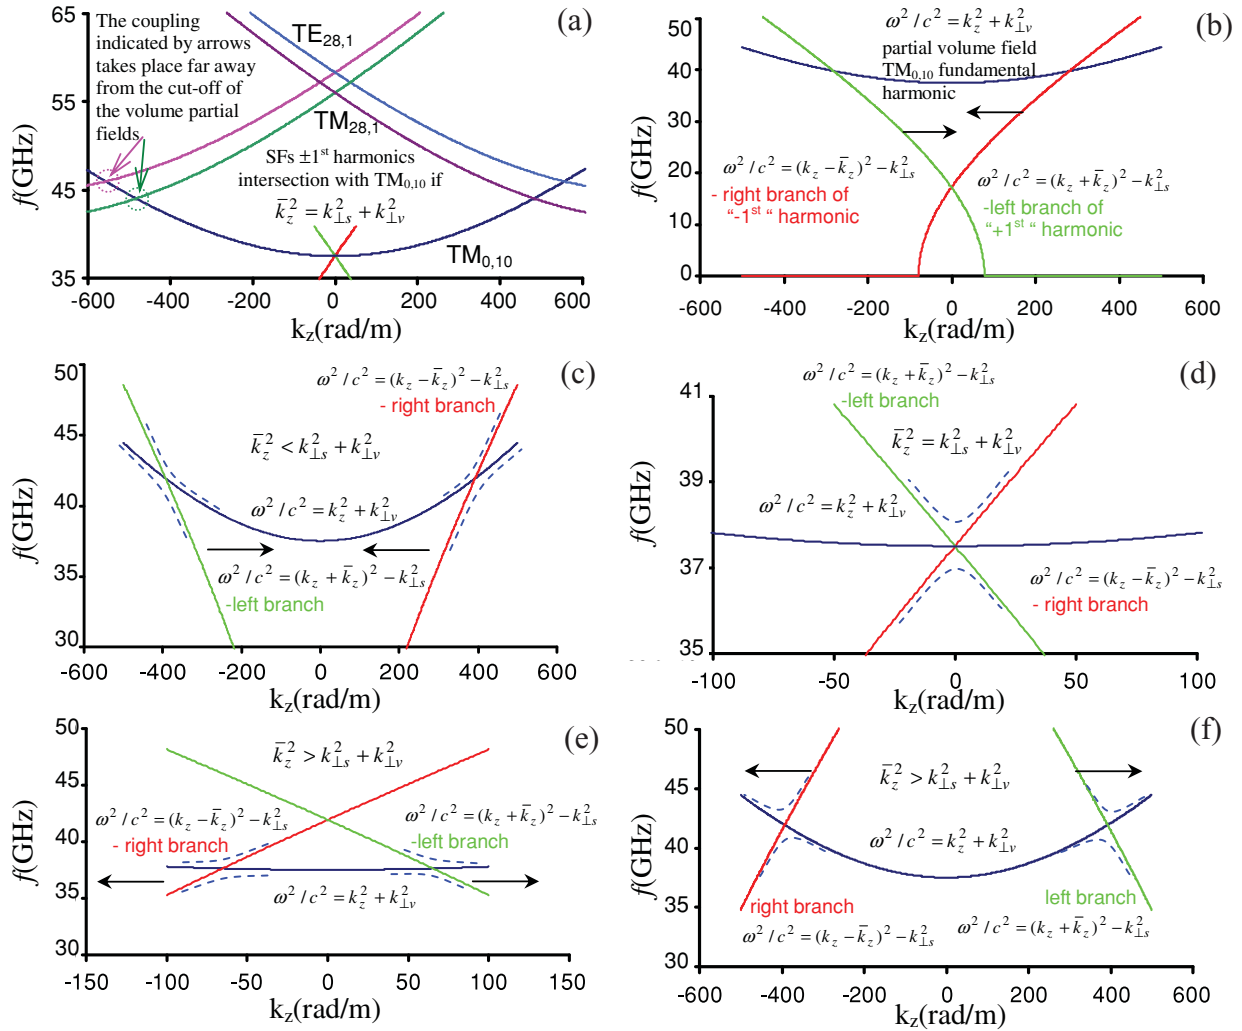 (a)
The coupling
indicated by arrows
takes place far away
from the cut-off of
the volume partial
fields
TE28,1
TM28,1
SFs ±1st harmonics
intersection with TM0,10 if
k̄z² = k⊥s² + k⊥v²
TM0,10
65
55
45
35
f(GHz)
-600 -400 -200 0 200 400 600
kz(rad/m)
(b)
ω²/c² = kz² + k⊥v²
partial volume field
TM0,10 fundamental
harmonic
ω²/c² = (kz − k̄z)² − k⊥s²
- right branch of
“-1st “ harmonic
ω²/c² = (kz + k̄z)² − k⊥s²
-left branch of
“+1st “ harmonic
50
40
30
20
10
0
f(GHz)
-600 -400 -200 0 200 400 600
kz(rad/m)
(c)
ω²/c² = (kz − k̄z)² − k⊥s²
- right branch
k̄z² < k⊥s² + k⊥v²
ω²/c² = kz² + k⊥v²
ω²/c² = (kz + k̄z)² − k⊥s²
-left branch
50
45
40
35
30
f(GHz)
-600 -400 -200 0 200 400 600
kz(rad/m)
(d)
ω²/c² = (kz + k̄z)² − k⊥s²
-left branch
k̄z² = k⊥s² + k⊥v²
ω²/c² = kz² + k⊥v²
ω²/c² = (kz − k̄z)² − k⊥s²
- right branch
41
39
37
35
f(GHz)
-100 -50 0 50 100
kz(rad/m)
(e)
k̄z² > k⊥s² + k⊥v²
ω²/c² = (kz − k̄z)² − k⊥s²
- right branch
ω²/c² = (kz + k̄z)² − k⊥s²
-left branch
ω²/c² = kz² + k⊥v²
50
45
40
35
30
f(GHz)
-150 -100 -50 0 50 100 150
kz(rad/m)
(f)
k̄z² > k⊥s² + k⊥v²
ω²/c² = kz² + k⊥v²
right branch
ω²/c² = (kz − k̄z)² − k⊥s²
left branch
ω²/c² = (kz + k̄z)² − k⊥s²
50
45
40
35
30
f(GHz)
-600 -400 -200 0 200 400 600
kz(rad/m)